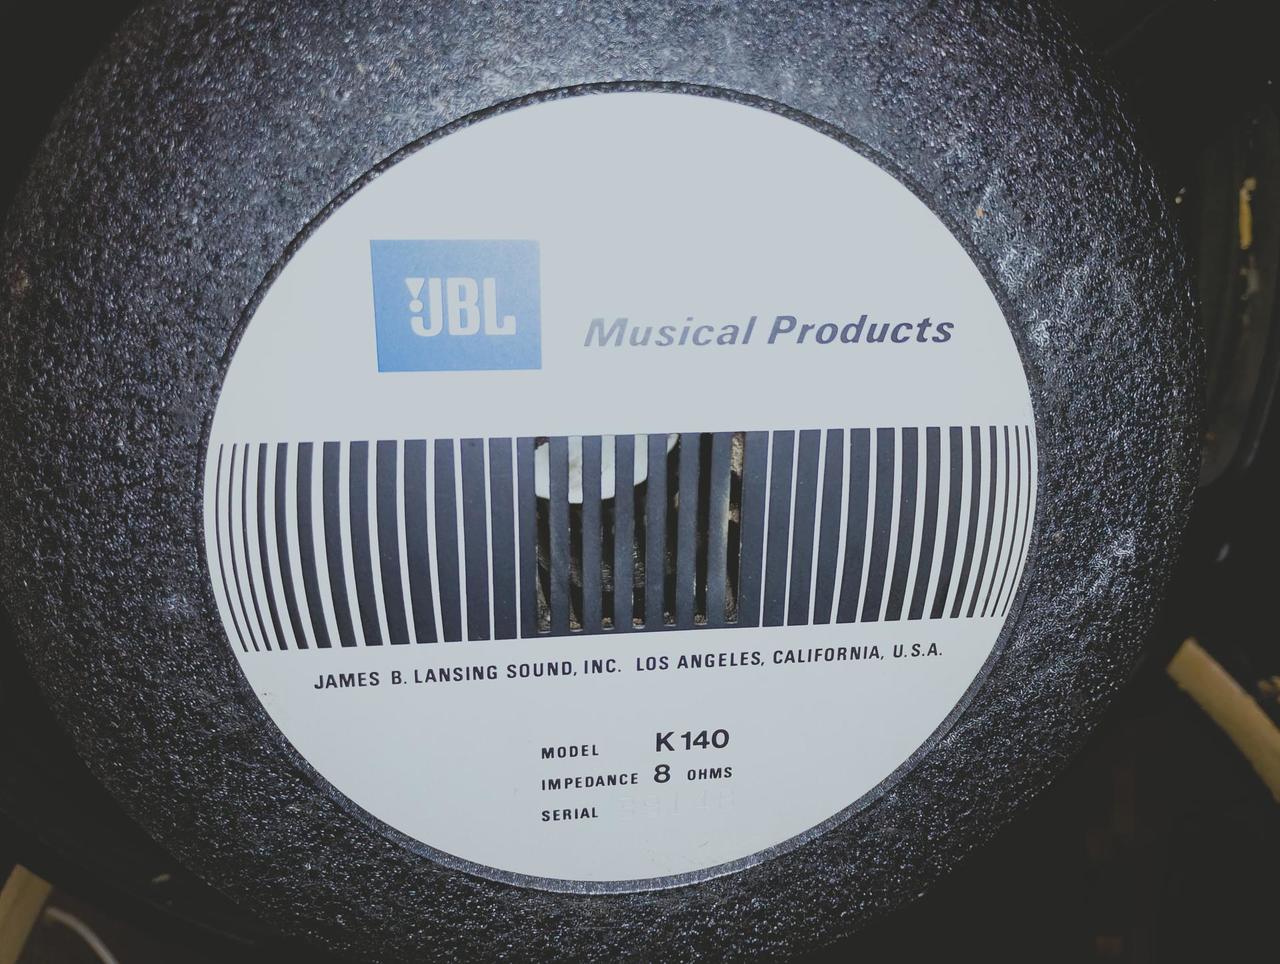 JBL
Musical Products
JAMES B. LANSING SOUND, INC. LOS ANGELES, CALIFORNIA, U.S.A.
MODEL K140
IMPEDANCE 8 OHMS
SERIAL